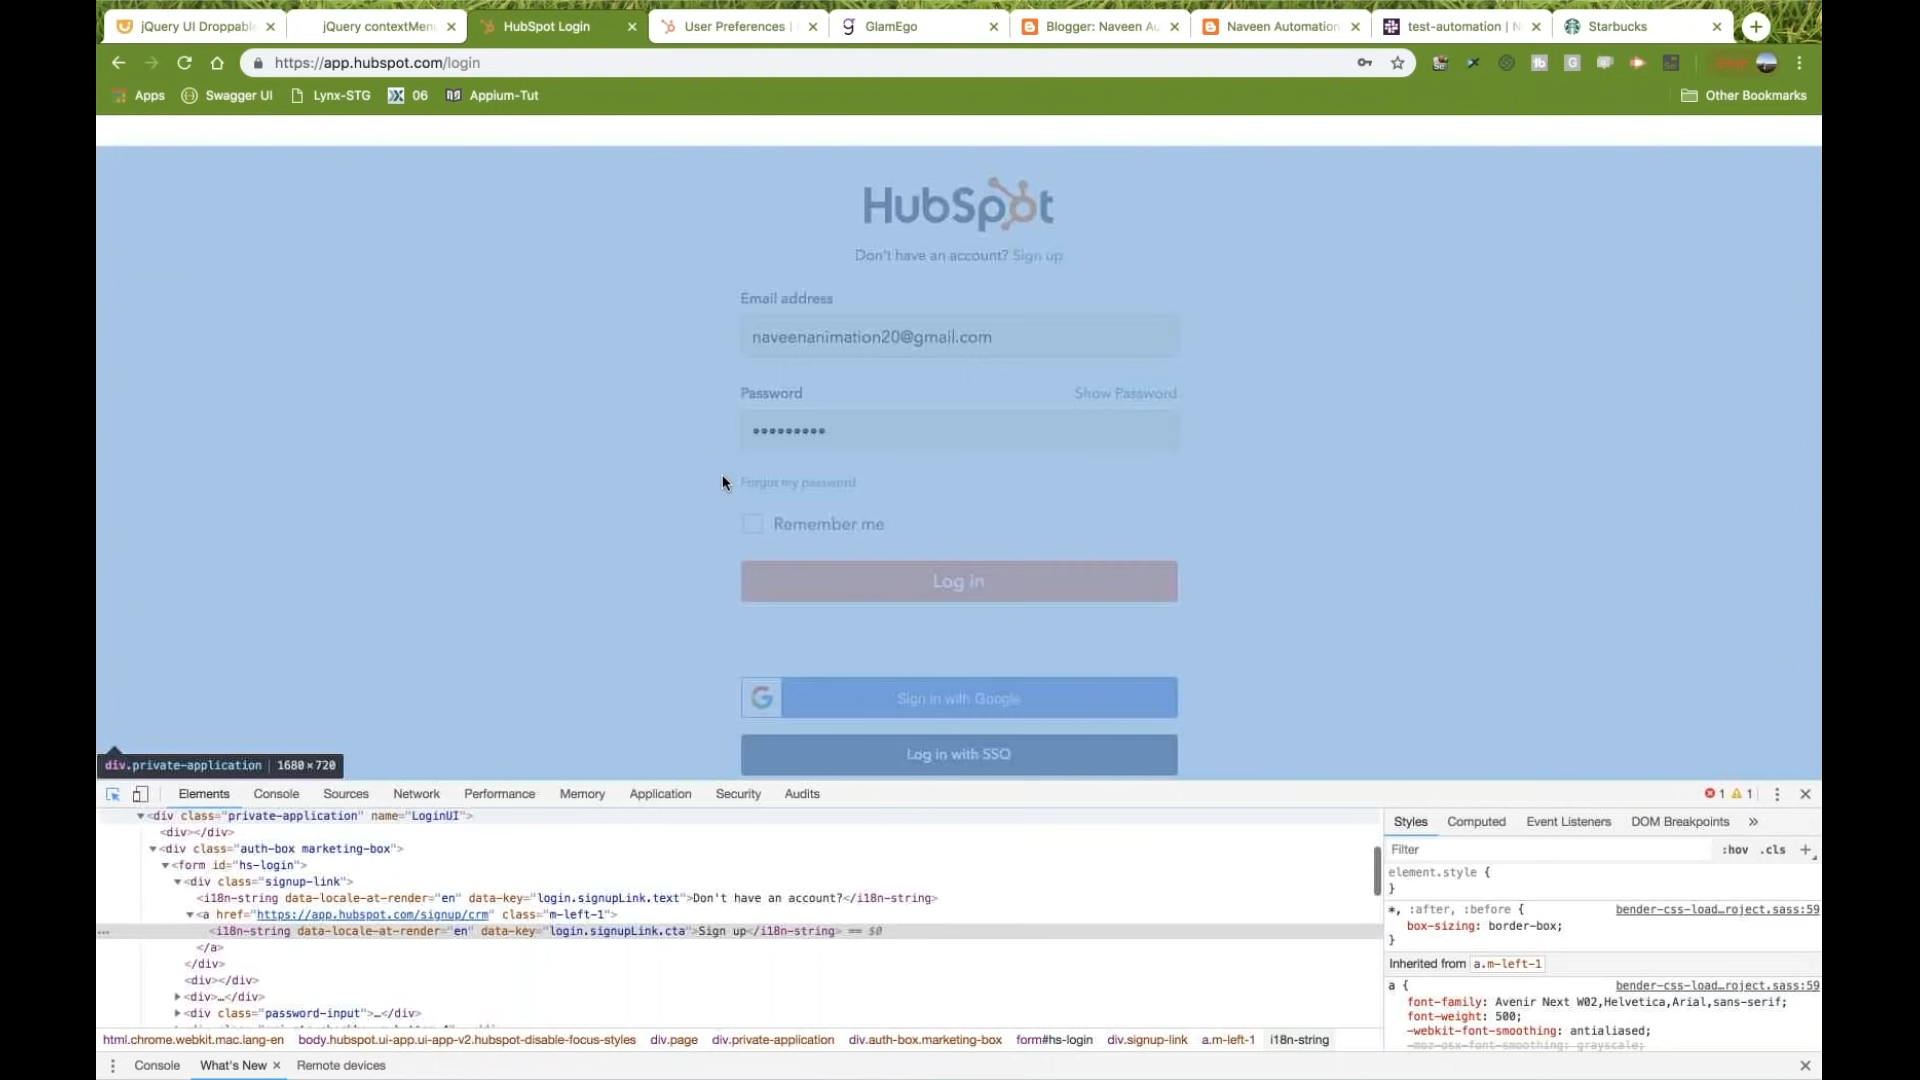 jQuery UI Droppable
jQuery contextMenu
HubSpot Login
User Preferences |
GlamEgo
Blogger: Naveen Au
Naveen Automation
test-automation | N
Starbucks
https://app.hubspot.com/login
Apps
Swagger UI
Lynx-STG
06
Appium-Tut
Other Bookmarks
HubSpot
Don't have an account? Sign up
Email address
naveenanimation20@gmail.com
Password Show Password
Forgot my password
Remember me
Log in
Sign in with Google
Log in with SSO
div.private-application | 1680×720
Elements Console Sources Network Performance Memory Application Security Audits 1 1
<div class="private-application" name="LoginUI">
<div></div>
<div class="auth-box marketing-box">
<form id="hs-login">
<div class="signup-link">
<i18n-string data-locale-at-render="en" data-key="login.signupLink.text">Don't have an account?</i18n-string>
<a href="https://app.hubspot.com/signup/crm" class="m-left-1">
<i18n-string data-locale-at-render="en" data-key="login.signupLink.cta">Sign up</i18n-string> == $0
</a>
</div>
<div></div>
<div>…</div>
<div class="password-input">…</div>
Styles Computed Event Listeners DOM Breakpoints »
Filter :hov .cls +
element.style {
}
*, :after, :before { bender-css-load…roject.sass:59
box-sizing: border-box;
}
Inherited from a.m-left-1
a { bender-css-load…roject.sass:59
font-family: Avenir Next W02,Helvetica,Arial,sans-serif;
font-weight: 500;
-webkit-font-smoothing: antialiased;
-moz-osx-font-smoothing: grayscale;
html.chrome.webkit.mac.lang-en body.hubspot.ui-app.ui-app-v2.hubspot-disable-focus-styles div.page div.private-application div.auth-box.marketing-box form#hs-login div.signup-link a.m-left-1 i18n-string
Console What's New × Remote devices